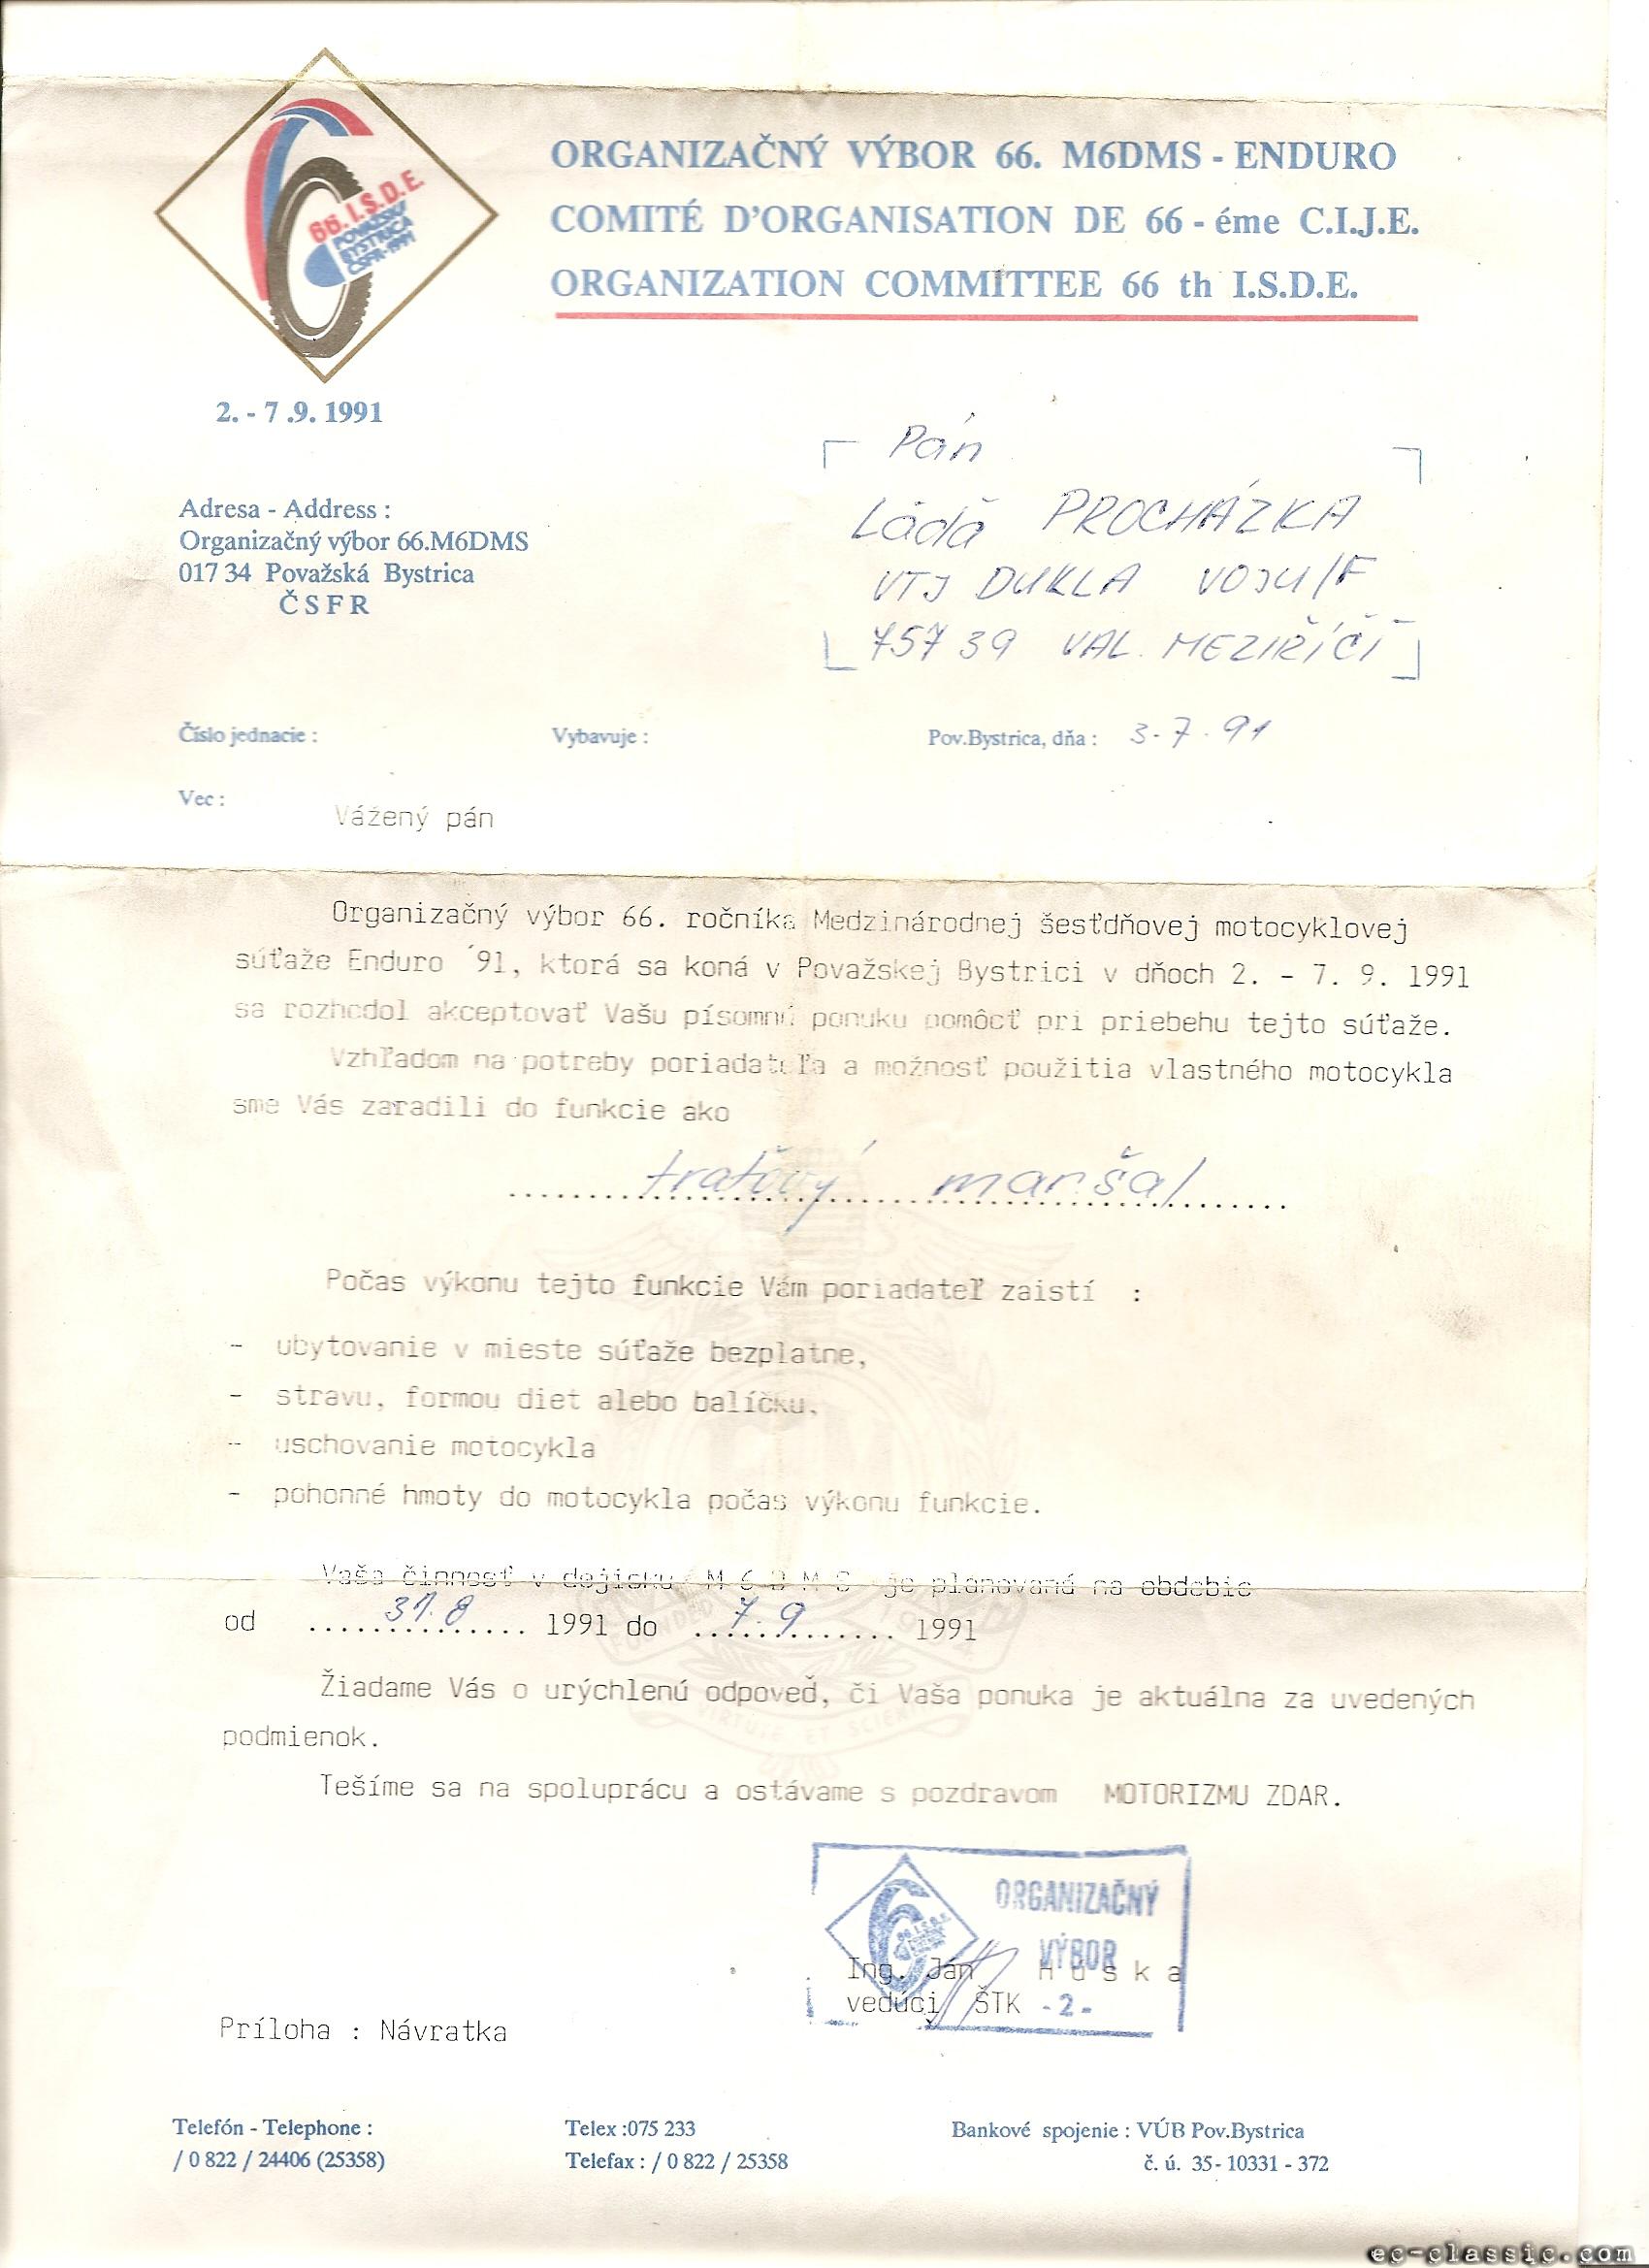 66. I.S.D.E.
POVAŽSKÁ
BYSTRICA
ČSFR-1991
ORGANIZAČNÝ VÝBOR 66. M6DMS - ENDURO
COMITÉ D'ORGANISATION DE 66 - éme C.I.J.E.
ORGANIZATION COMMITTEE 66 th I.S.D.E.
2. - 7 .9. 1991
Adresa - Address :
Organizačný výbor 66.M6DMS
017 34 Považská Bystrica
ČSFR
Pán
Láďa PROCHÁZKA
VTJ DUKLA VOJU/F
757 39 VAL. MEZIŘÍČÍ
Číslo jednacie : Vybavuje : Pov.Bystrica, dňa : 3.7.91
Vec :
Vážený pán
Organizačný výbor 66. ročníka Medzinárodnej šesťdňovej motocyklovej
súťaže Enduro ´91, ktorá sa koná v Považskej Bystrici v dňoch 2. - 7. 9. 1991
sa rozhodol akceptovať Vašu písomnú ponuku pomôcť pri priebehu tejto súťaže.
Vzhľadom na potreby poriadateľa a možnosť použitia vlastného motocykla
sme Vás zaradili do funkcie ako
traťový maršal
Počas výkonu tejto funkcie Vám poriadateľ zaistí :
- ubytovanie v mieste súťaže bezplatne,
- stravu, formou diet alebo balíčku,
- uschovanie motocykla
- pohonné hmoty do motocykla počas výkonu funkcie.
Vaša činnosť v dejisku M 6 D M S je plánovaná na obdobie
od 31.8 1991 do 7.9 1991
Žiadame Vás o urýchlenú odpoveď, či Vaša ponuka je aktuálna za uvedených
podmienok.
Tešíme sa na spoluprácu a ostávame s pozdravom MOTORIZMU ZDAR.
ORGANIZAČNÝ
VÝBOR
-2-
Ing. Ján Huska
vedúci ŠTK
Príloha : Návratka
Telefón - Telephone :
/ 0 822 / 24406 (25358)
Telex :075 233
Telefax : / 0 822 / 25358
Bankové spojenie : VÚB Pov.Bystrica
č. ú. 35- 10331 - 372
ec-classic.com